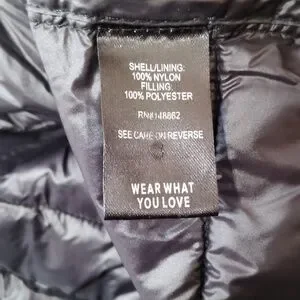 SHELL/LINING:
100% NYLON
FILLING:
100% POLYESTER
RN#148862
SEE CARE ON REVERSE
WEAR WHAT
YOU LOVE